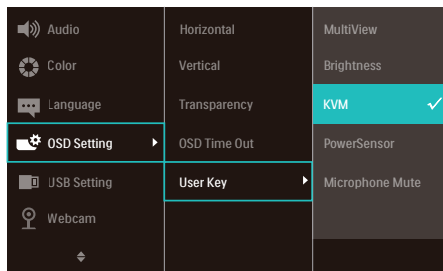 Audio
Color
Language
OSD Setting
USB Setting
Webcam
Horizontal
Vertical
Transparency
OSD Time Out
User Key
MultiView
Brightness
KVM
PowerSensor
Microphone Mute